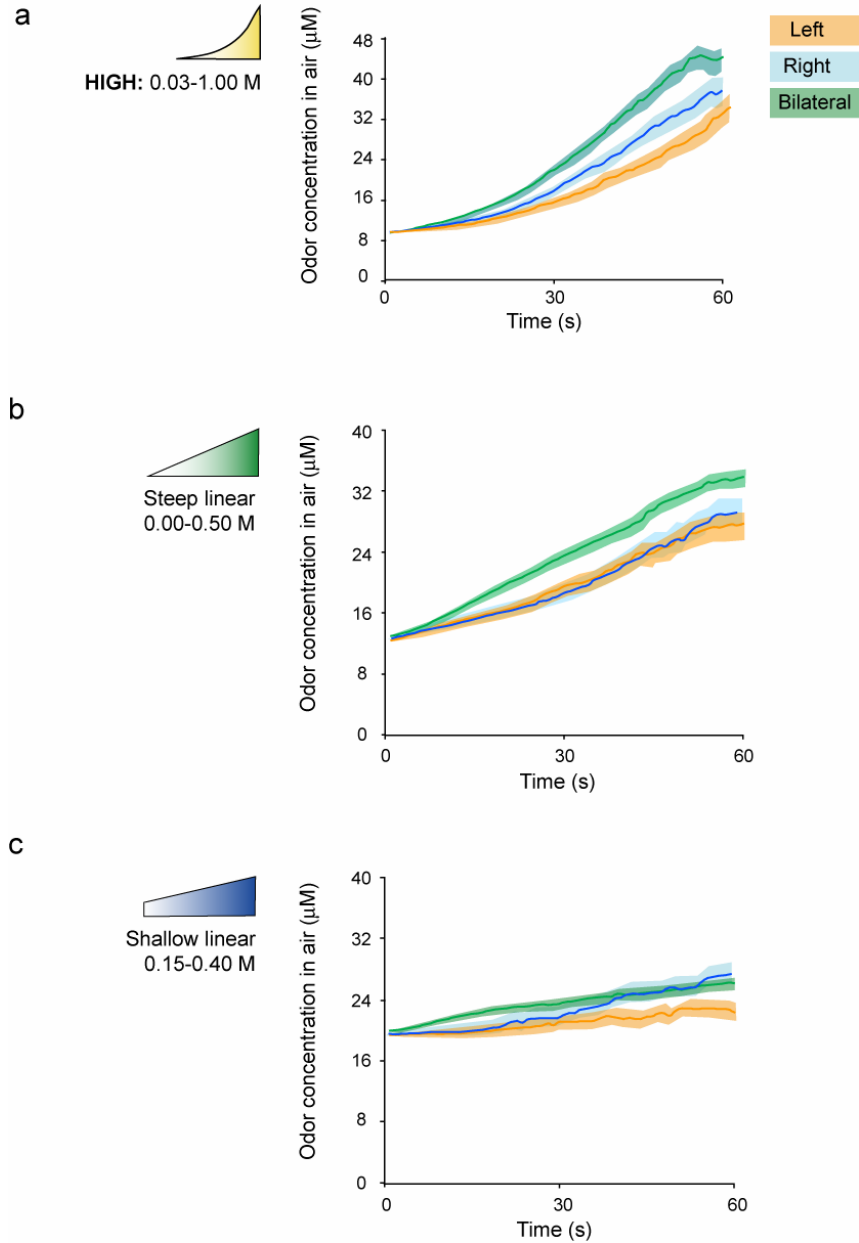 a
HIGH: 0.03-1.00 M
Odor concentration in air (μM)
48
40
32
24
16
8
0
0
30
60
Time (s)
Left
Right
Bilateral
b
Steep linear
0.00-0.50 M
Odor concentration in air (μM)
40
32
24
16
8
0
0
30
60
Time (s)
c
Shallow linear
0.15-0.40 M
Odor concentration in air (μM)
40
32
24
16
8
0
0
30
60
Time (s)